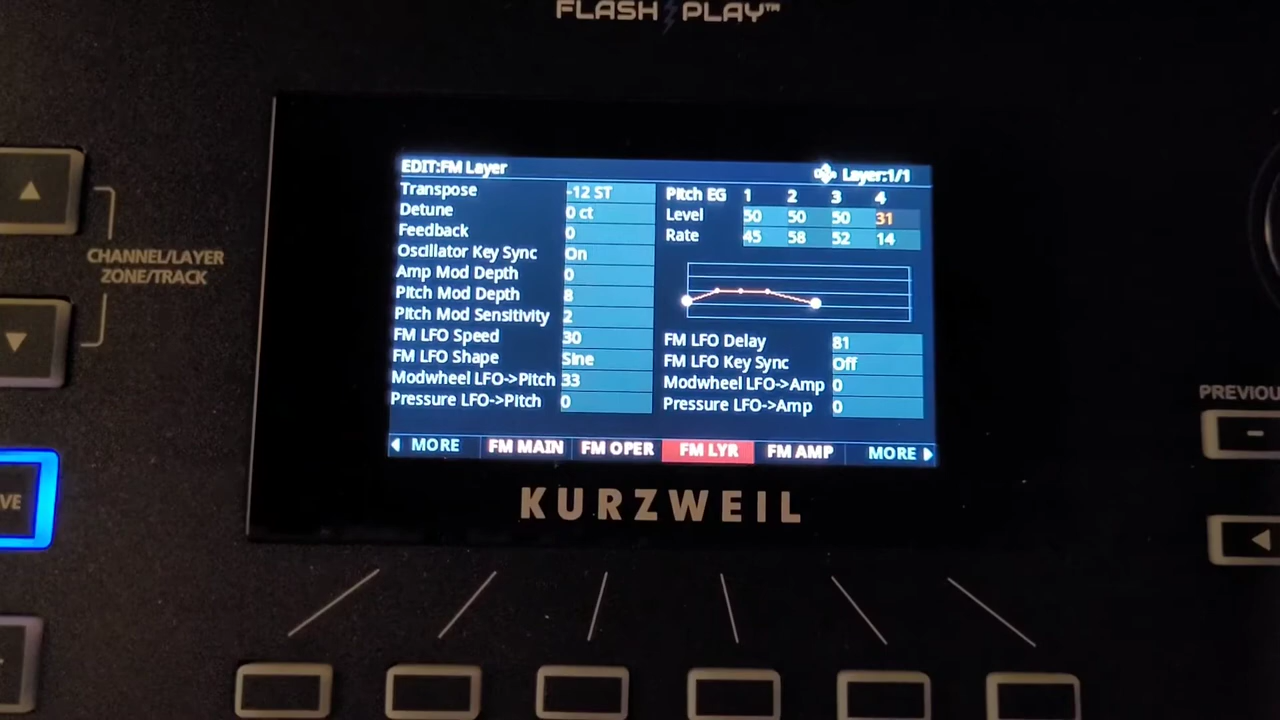 FLASH PLAY™
EDIT:FM Layer
Layer:1/1
Transpose -12 ST
Detune 0 ct
Feedback 0
Oscillator Key Sync On
Amp Mod Depth 0
Pitch Mod Depth 8
Pitch Mod Sensitivity 2
FM LFO Speed 30
FM LFO Shape Sine
Modwheel LFO->Pitch 33
Pressure LFO->Pitch 0
Pitch EG 1 2 3 4
Level 50 50 50 31
Rate 45 58 52 14
FM LFO Delay 81
FM LFO Key Sync Off
Modwheel LFO->Amp 0
Pressure LFO->Amp 0
MORE FM MAIN FM OPER FM LYR FM AMP MORE
KURZWEIL
CHANNEL/LAYER
ZONE/TRACK
VE
PREVIOU